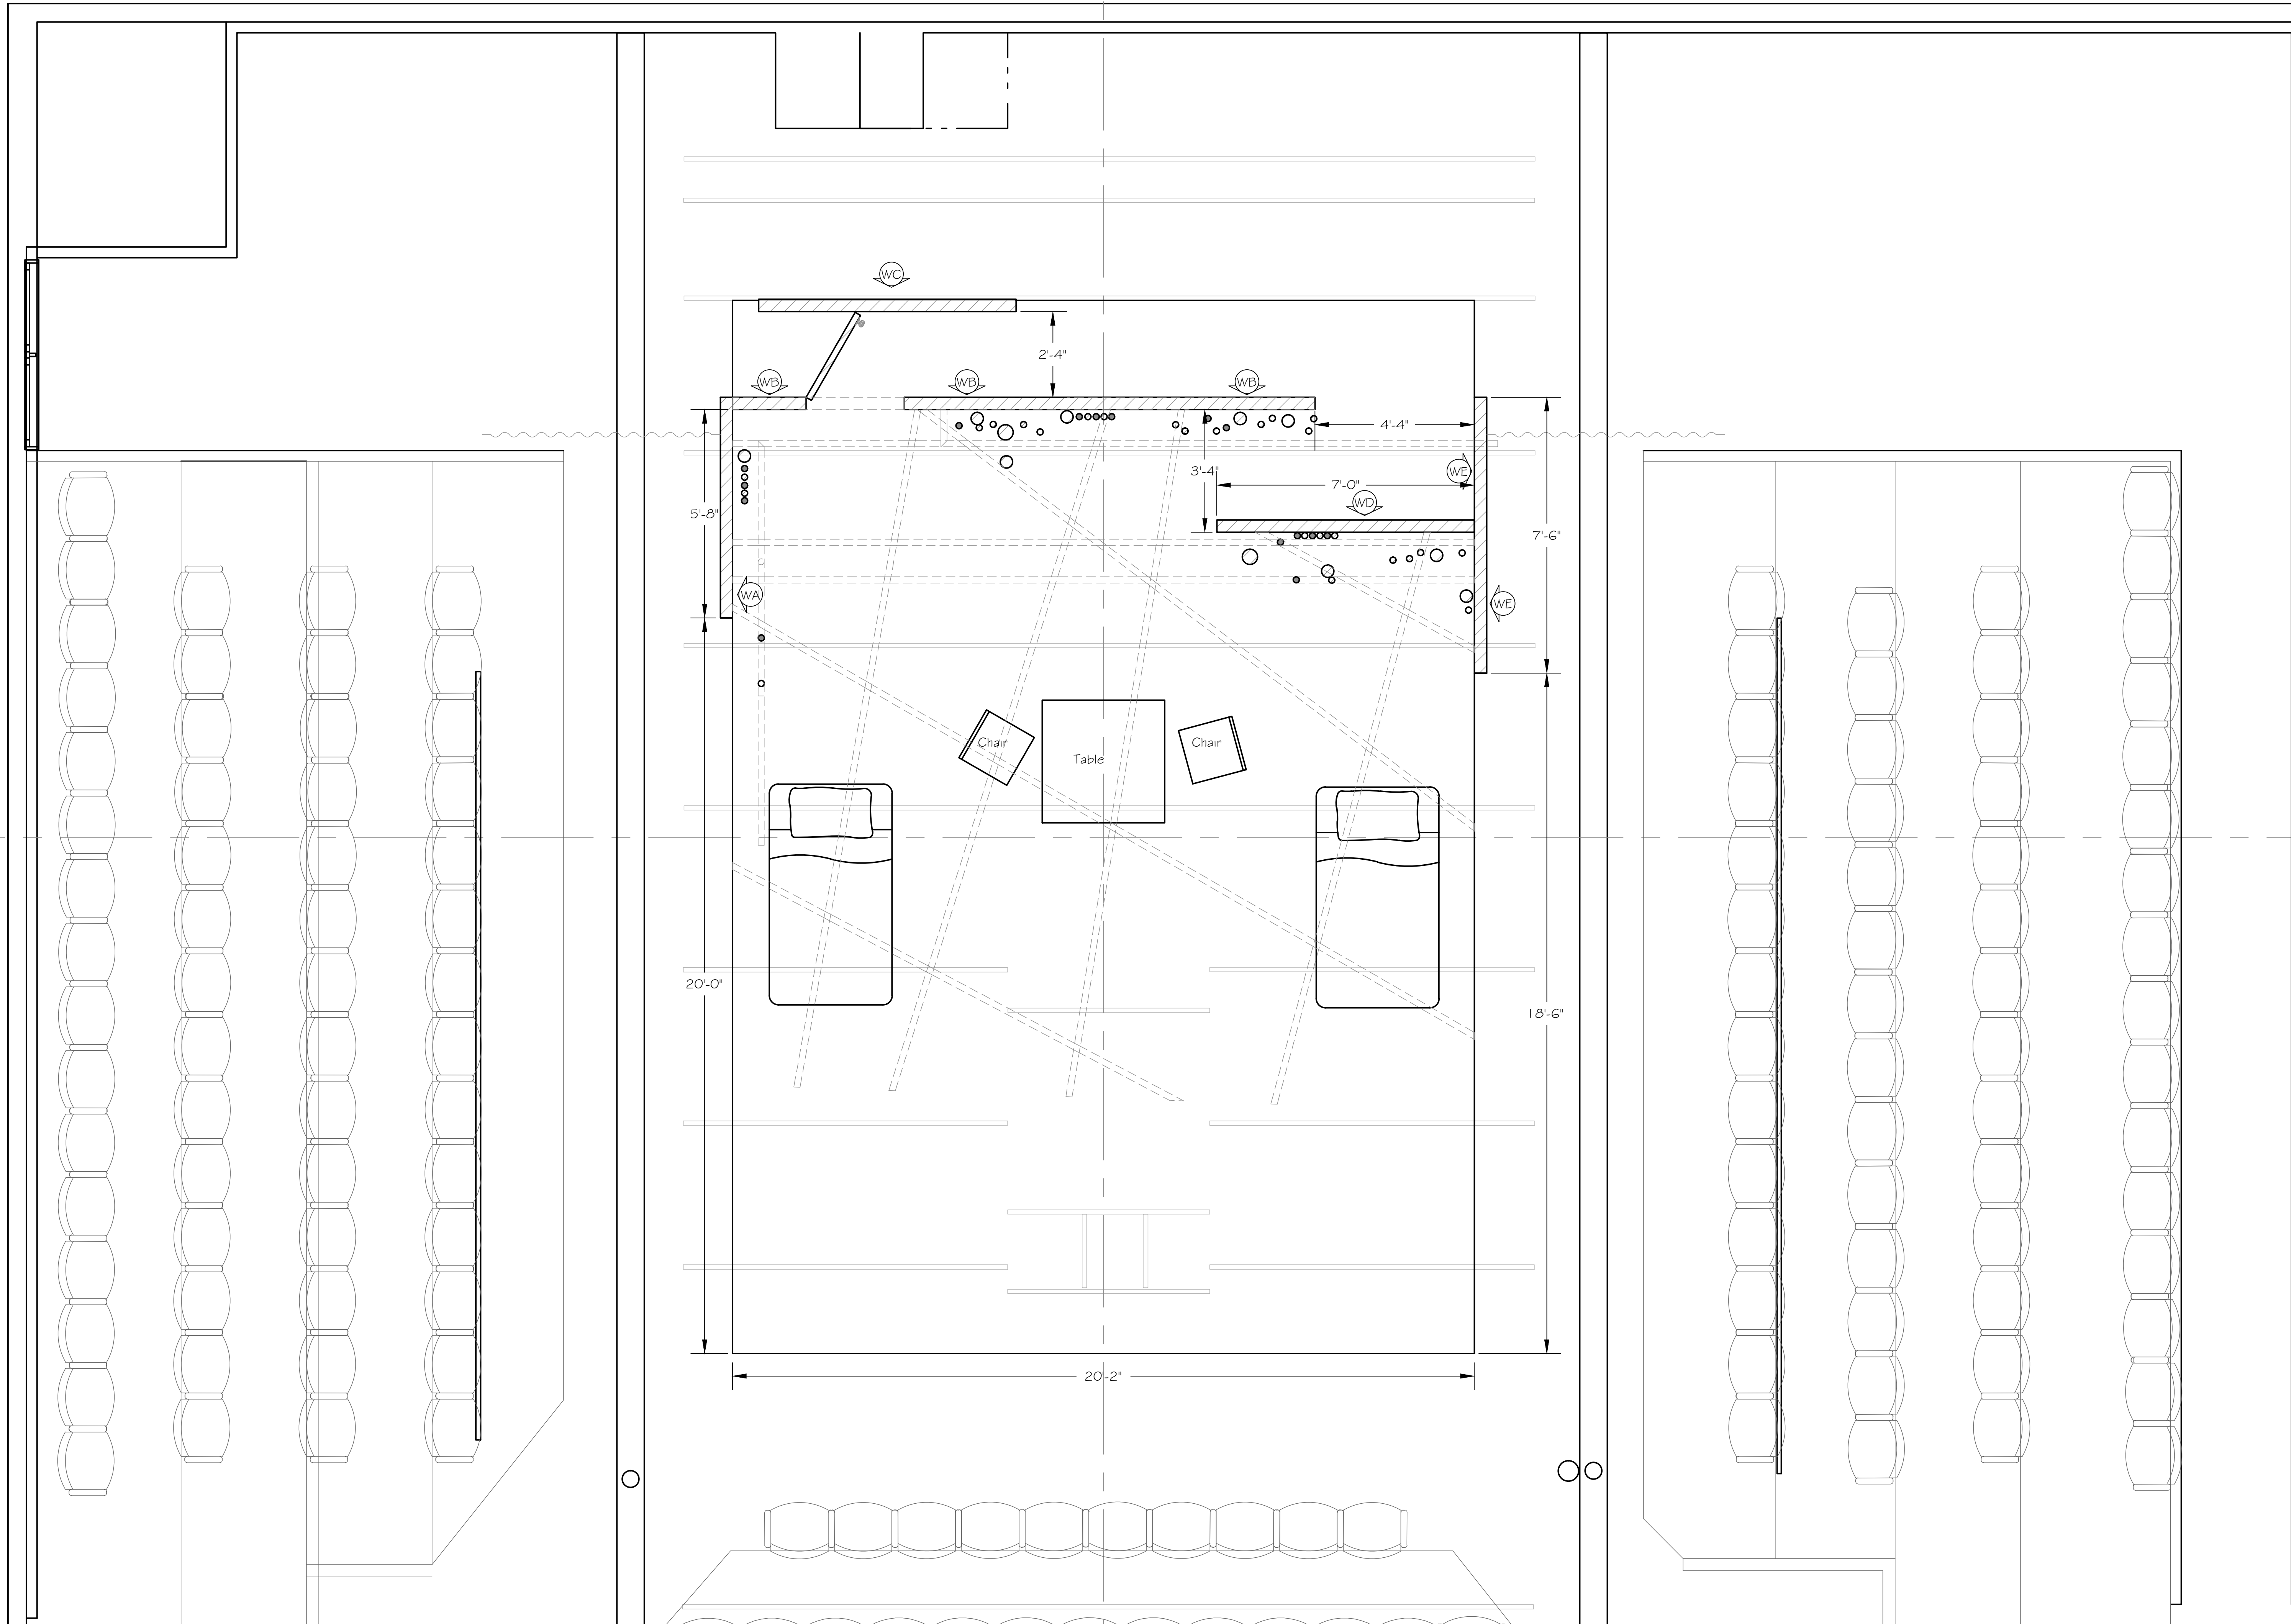 WC
2'-4"
WB
WB
WB
4'-4"
3'-4"
WE
7'-0"
WD
5'-8"
7'-6"
WA
WE
Chair
Table
Chair
20'-0"
18'-6"
20'-2"